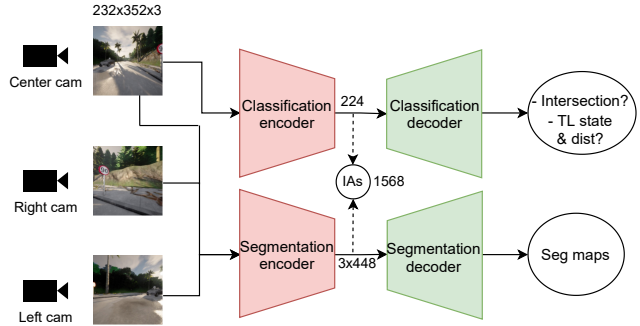 232x352x3
Center cam
Right cam
Left cam
Classification
encoder
224
Classification
decoder
- Intersection?
- TL state
& dist?
IAs
1568
Segmentation
encoder
3x448
Segmentation
decoder
Seg maps